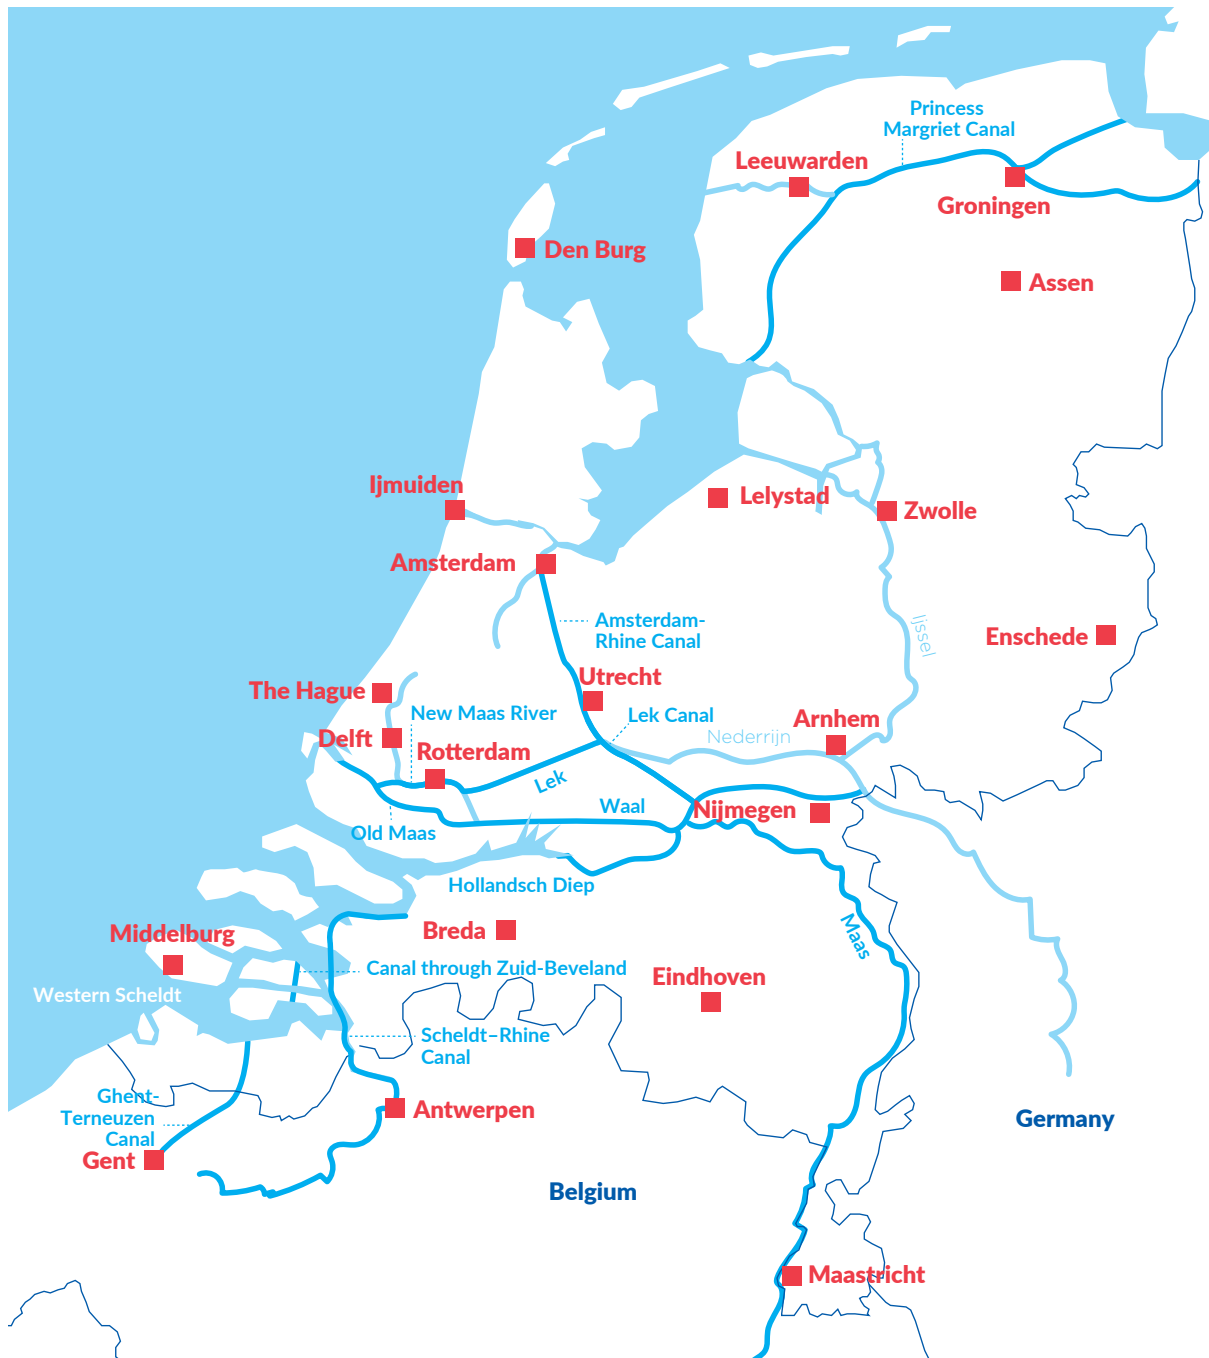 Princess
Margriet Canal
Leeuwarden
Groningen
Den Burg
Assen
Ijmuiden
Lelystad
Zwolle
Amsterdam
Amsterdam-
Rhine Canal
Ijssel
Enschede
Utrecht
The Hague
New Maas River
Lek Canal
Arnhem
Delft
Nederrijn
Rotterdam
Lek
Waal
Nijmegen
Old Maas
Hollandsch Diep
Middelburg
Breda
Maas
Canal through Zuid-Beveland
Eindhoven
Western Scheldt
Scheldt–Rhine
Canal
Ghent-
Terneuzen
Canal
Antwerpen
Germany
Gent
Belgium
Maastricht